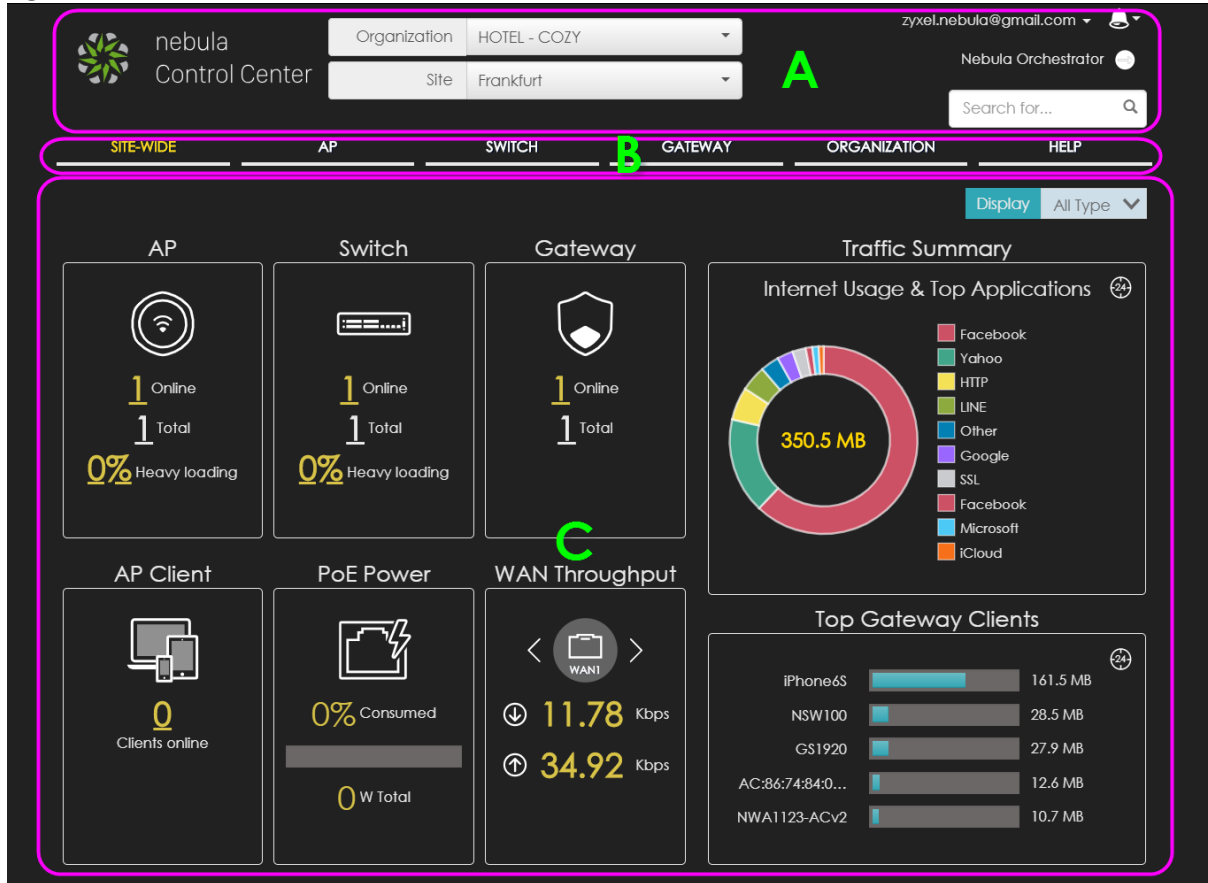 zyxel.nebula@gmail.com
nebula
Control Center
Organization HOTEL - COZY
Site Frankfurt
A
Nebula Orchestrator
Search for...
SITE-WIDE AP SWITCH GATEWAY ORGANIZATION HELP
B
Display All Type
AP
1 Online
1 Total
0% Heavy loading
Switch
1 Online
1 Total
0% Heavy loading
Gateway
1 Online
1 Total
Traffic Summary
Internet Usage & Top Applications 24
350.5 MB
Facebook
Yahoo
HTTP
LINE
Other
Google
SSL
Facebook
Microsoft
iCloud
C
AP Client
0
Clients online
PoE Power
0% Consumed
0 W Total
WAN Throughput
WAN1
11.78 Kbps
34.92 Kbps
Top Gateway Clients
24
iPhone6S 161.5 MB
NSW100 28.5 MB
GS1920 27.9 MB
AC:86:74:84:0... 12.6 MB
NWA1123-ACv2 10.7 MB